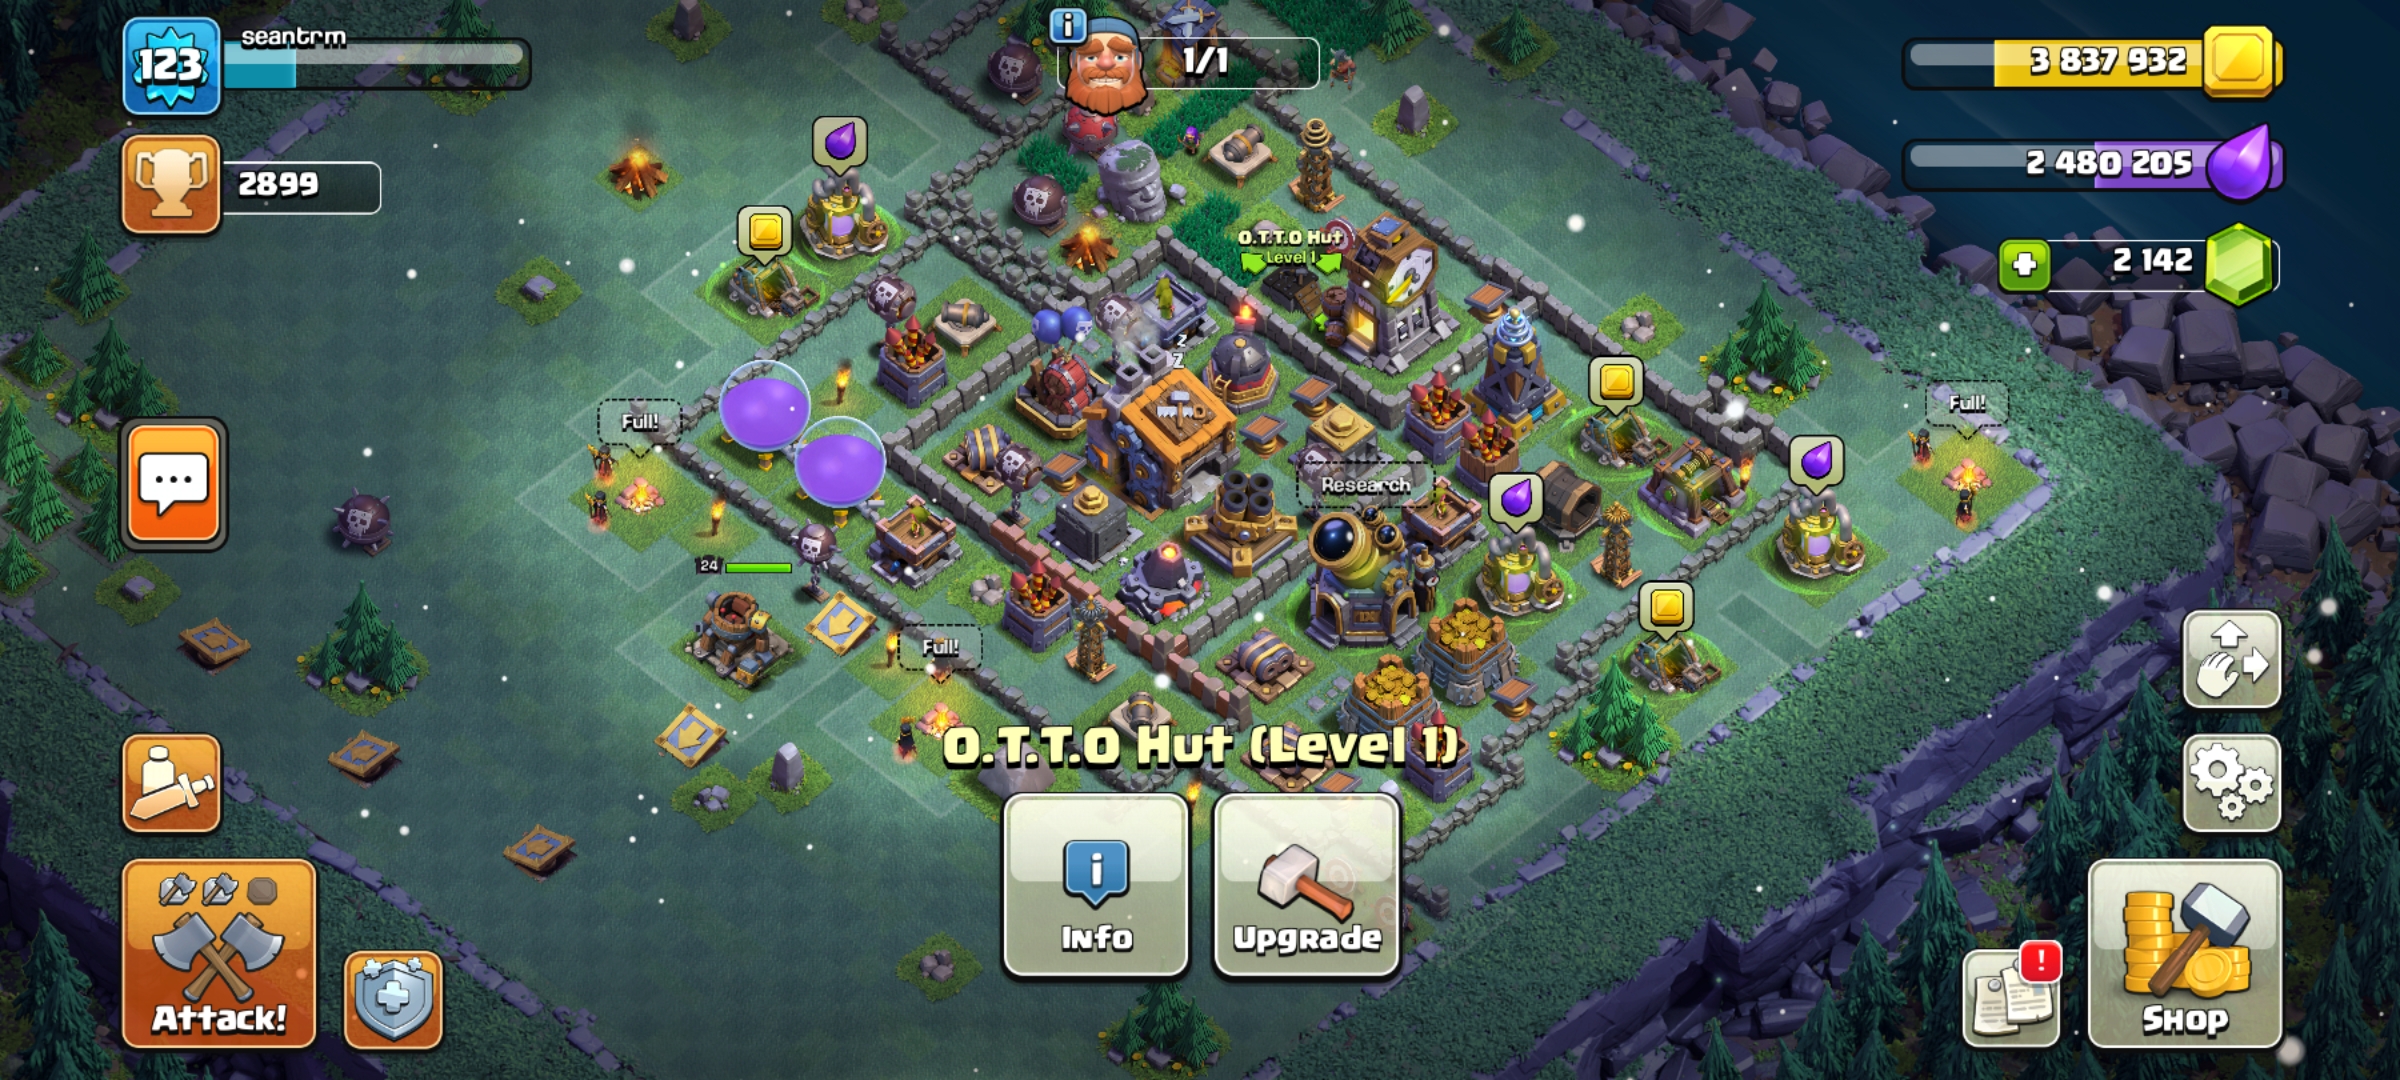 123
seantrm
1/1
3 837 932
2899
2 480 205
O.T.T.O Hut
Level 1
2 142
z
Z
Full!
Full!
Research
24
Full!
O.T.T.O Hut (Level 1)
Info
Upgrade
Attack!
Shop